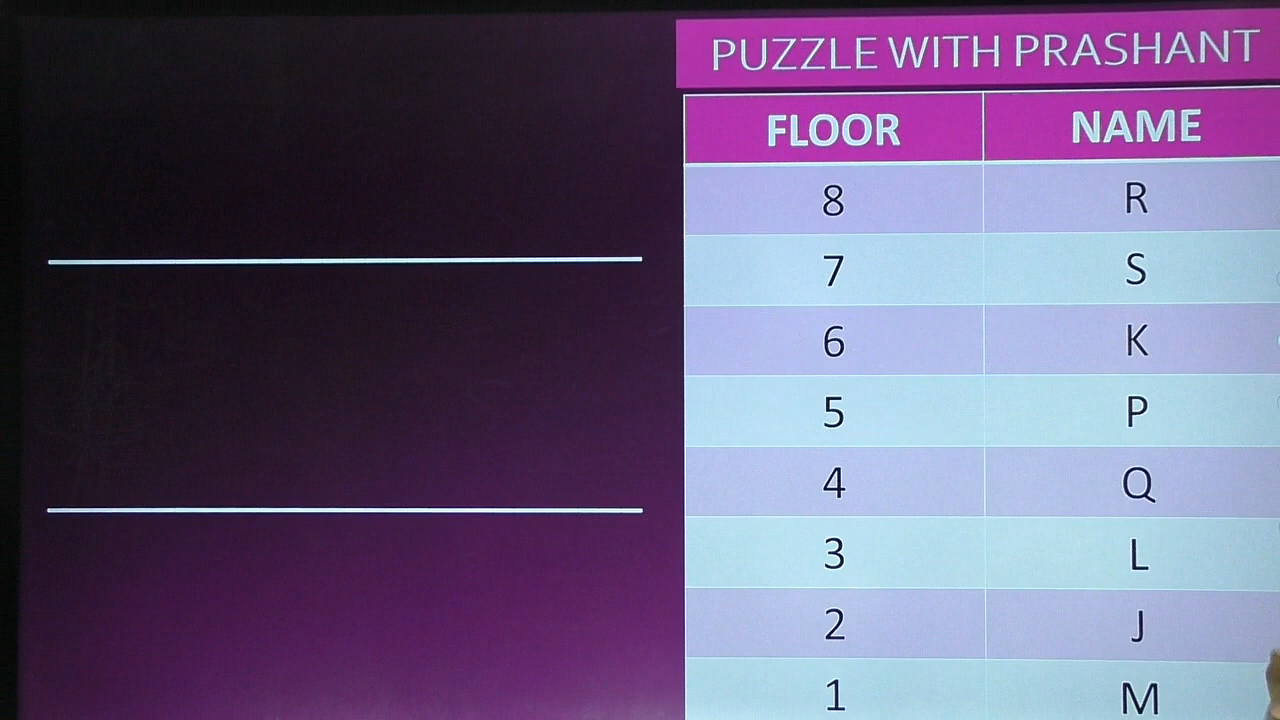 PUZZLE WITH PRASHANT
FLOOR NAME
8 R
7 S
6 K
5 P
4 Q
3 L
2 J
1 M